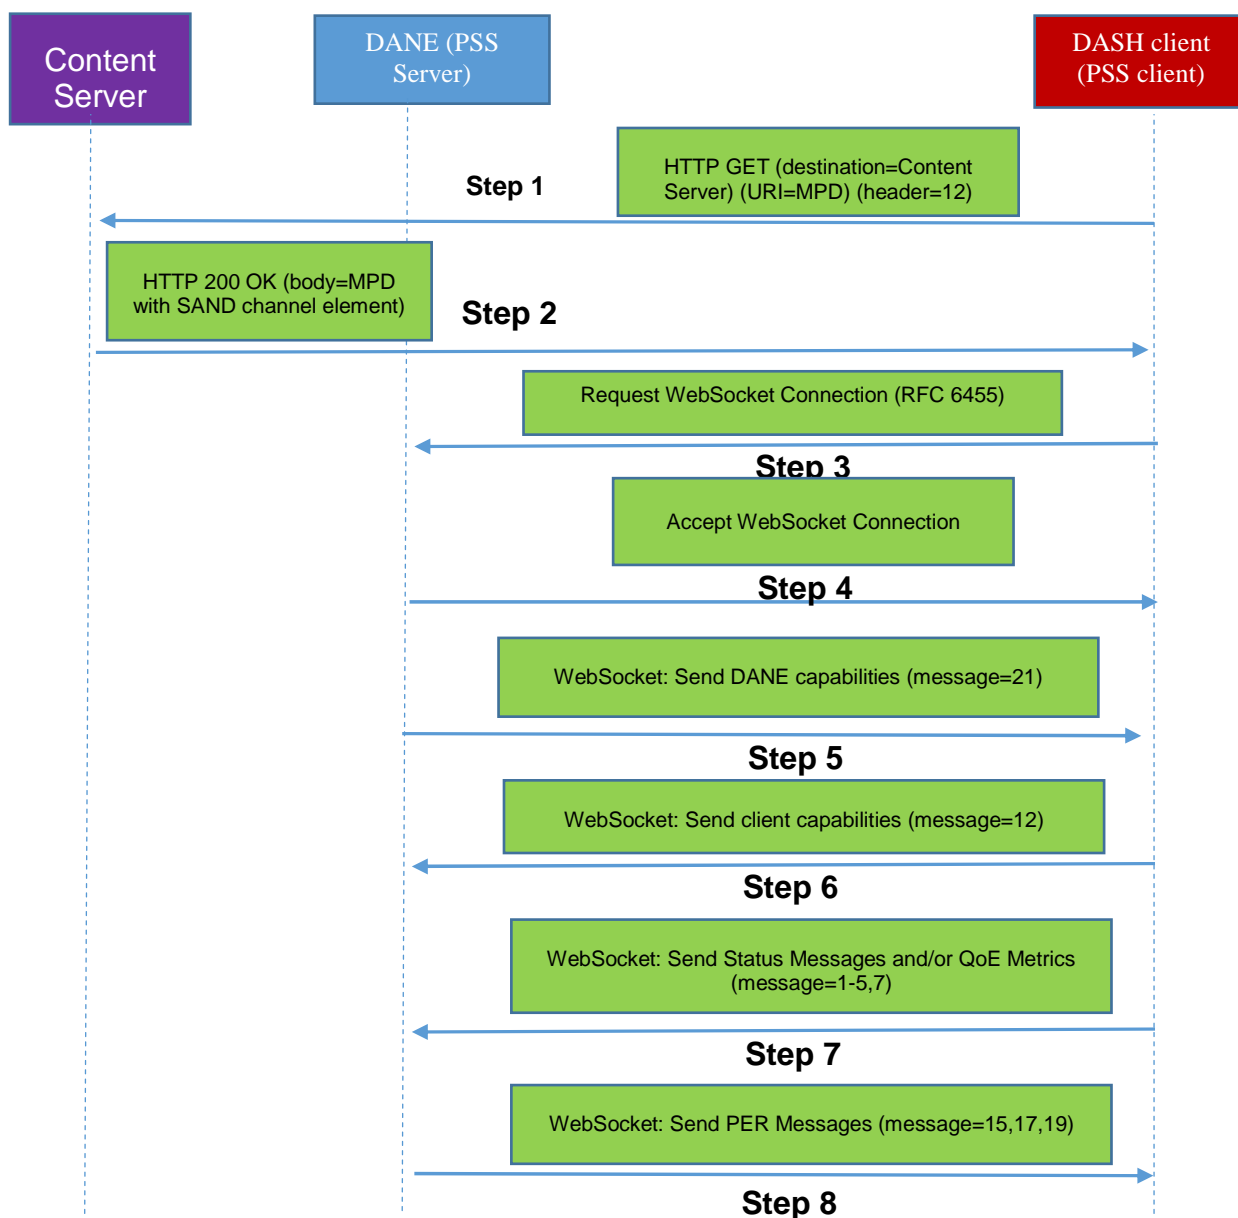 Content
Server
DANE (PSS
Server)
DASH client
(PSS client)
HTTP GET (destination=Content
Server) (URI=MPD) (header=12)
Step 1
HTTP 200 OK (body=MPD
with SAND channel element)
Step 2
Request WebSocket Connection (RFC 6455)
Step 3
Accept WebSocket Connection
Step 4
WebSocket: Send DANE capabilities (message=21)
Step 5
WebSocket: Send client capabilities (message=12)
Step 6
WebSocket: Send Status Messages and/or QoE Metrics
(message=1-5,7)
Step 7
WebSocket: Send PER Messages (message=15,17,19)
Step 8